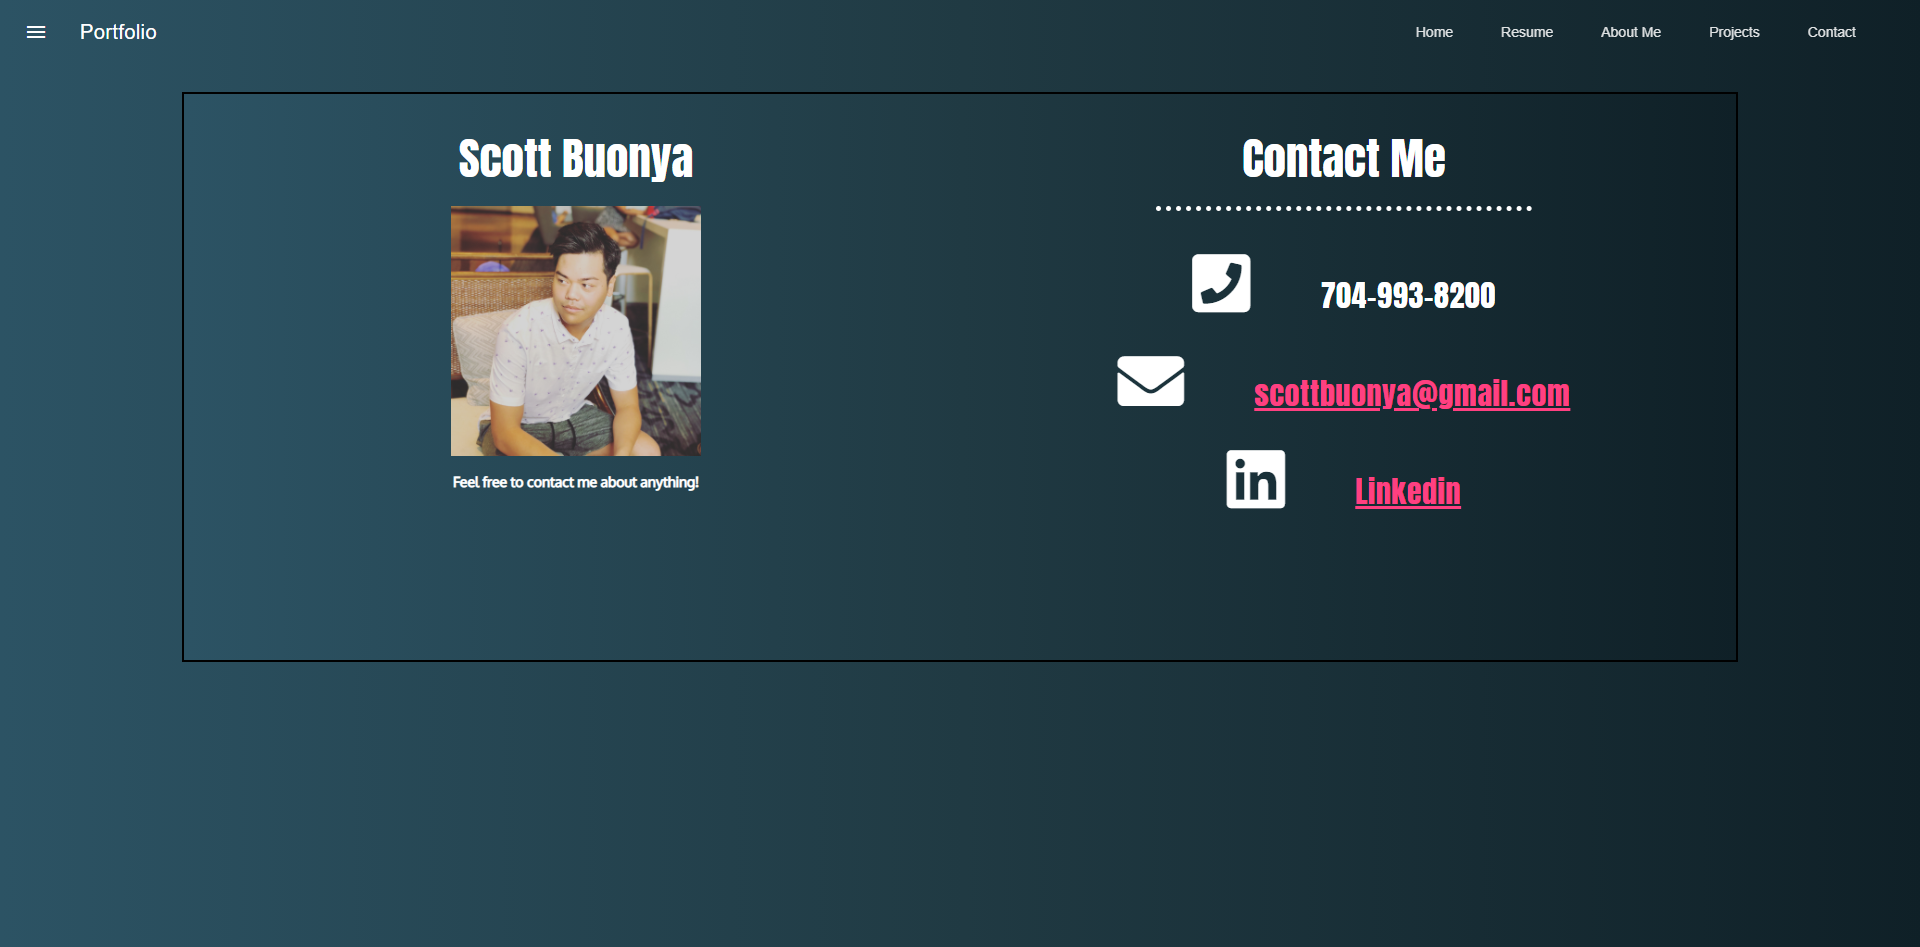 Portfolio
Home Resume About Me Projects Contact
Scott Buonya
Feel free to contact me about anything!
Contact Me
704-993-8200
scottbuonya@gmail.com
in
Linkedin